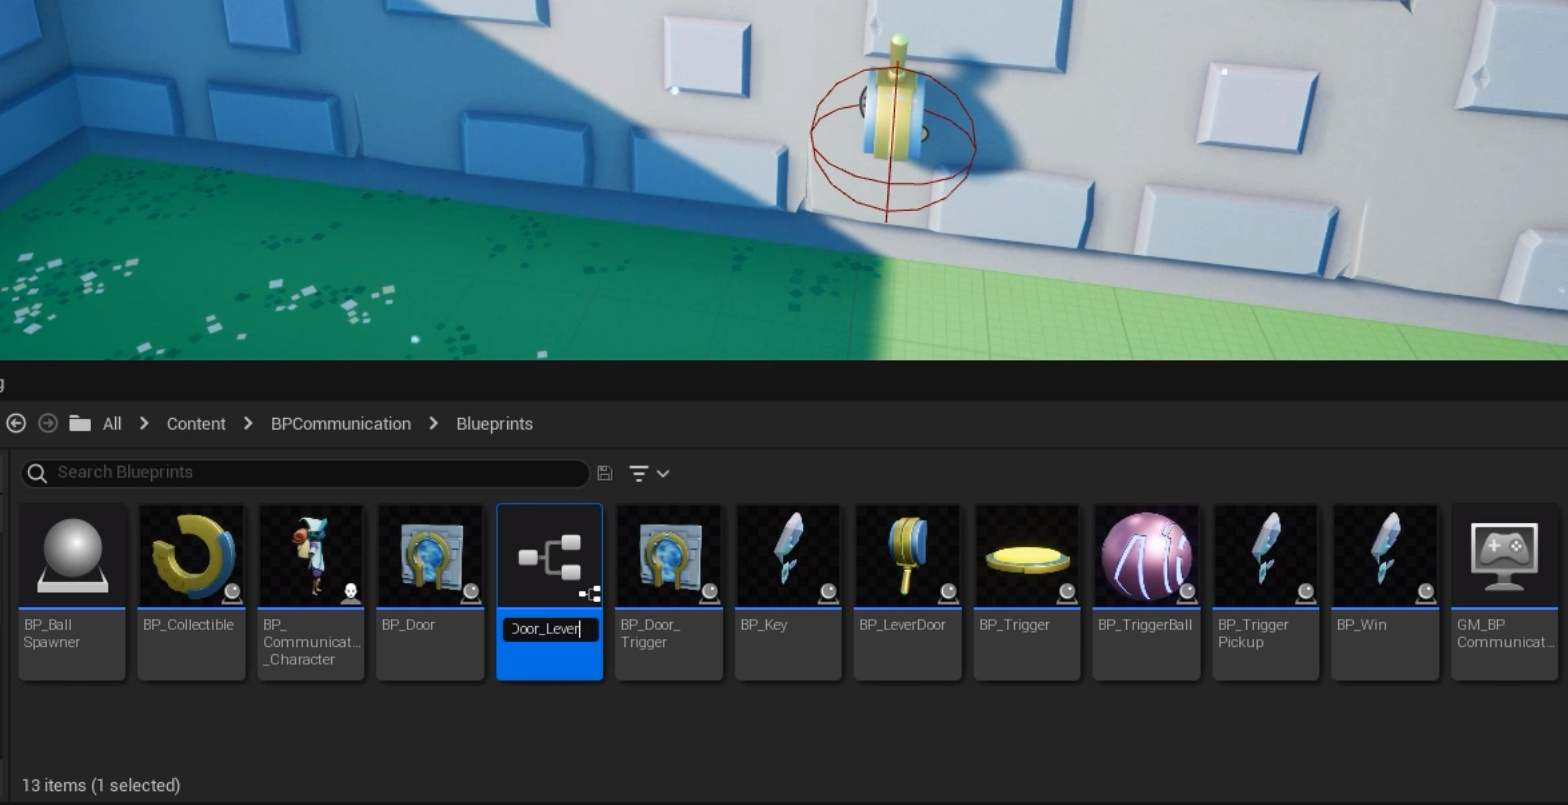 g
All > Content > BPCommunication > Blueprints
Search Blueprints
BP_Ball
Spawner
BP_Collectible
BP_
Communicat...
_Character
BP_Door
Door_Lever
BP_Door_
Trigger
BP_Key
BP_LeverDoor
BP_Trigger
BP_TriggerBall
BP_Trigger
Pickup
BP_Win
GM_BP
Communicat...
13 items (1 selected)